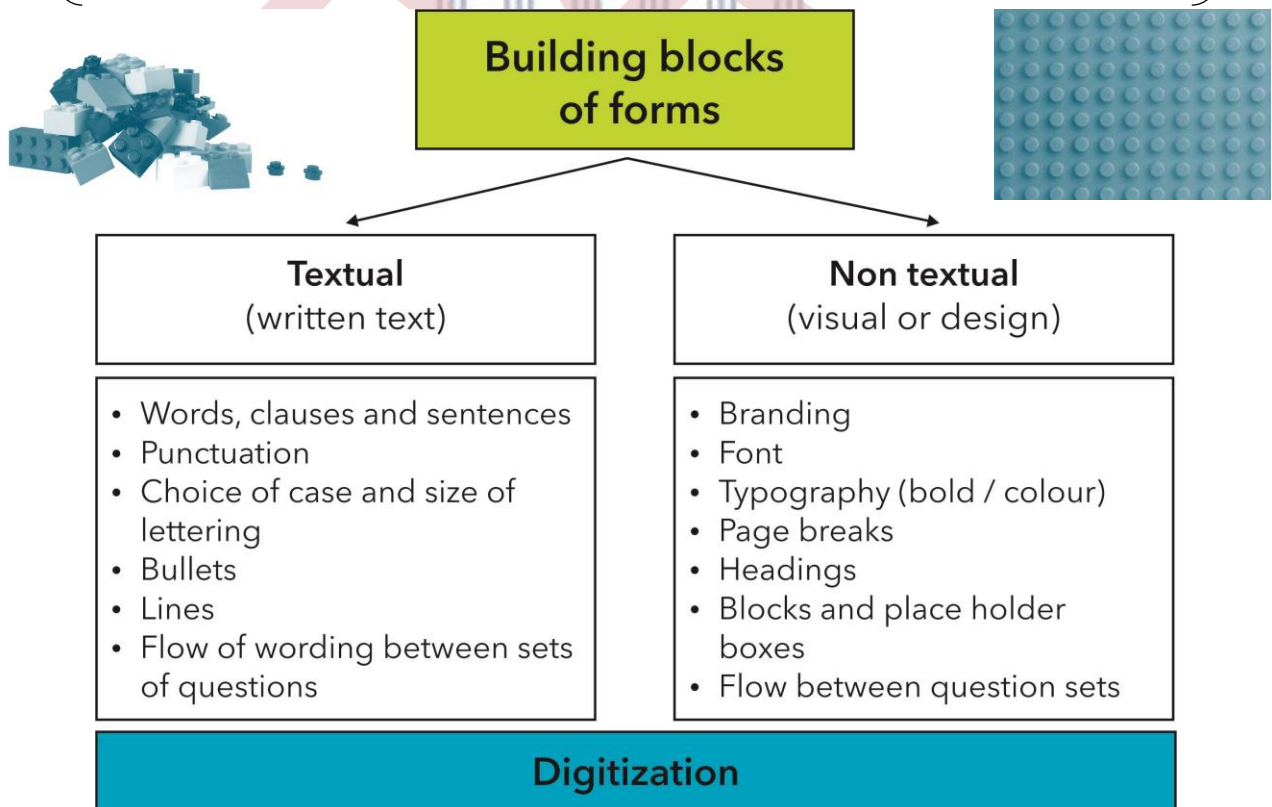 Building blocks
of forms
Textual
(written text)
• Words, clauses and sentences
• Punctuation
• Choice of case and size of
lettering
• Bullets
• Lines
• Flow of wording between sets
of questions
Non textual
(visual or design)
• Branding
• Font
• Typography (bold / colour)
• Page breaks
• Headings
• Blocks and place holder
boxes
• Flow between question sets
Digitization